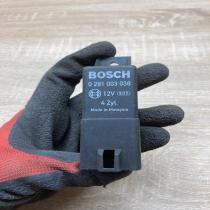 BOSCH
0 281 003 038
12V
4 Zyl.
Made in Malaysia